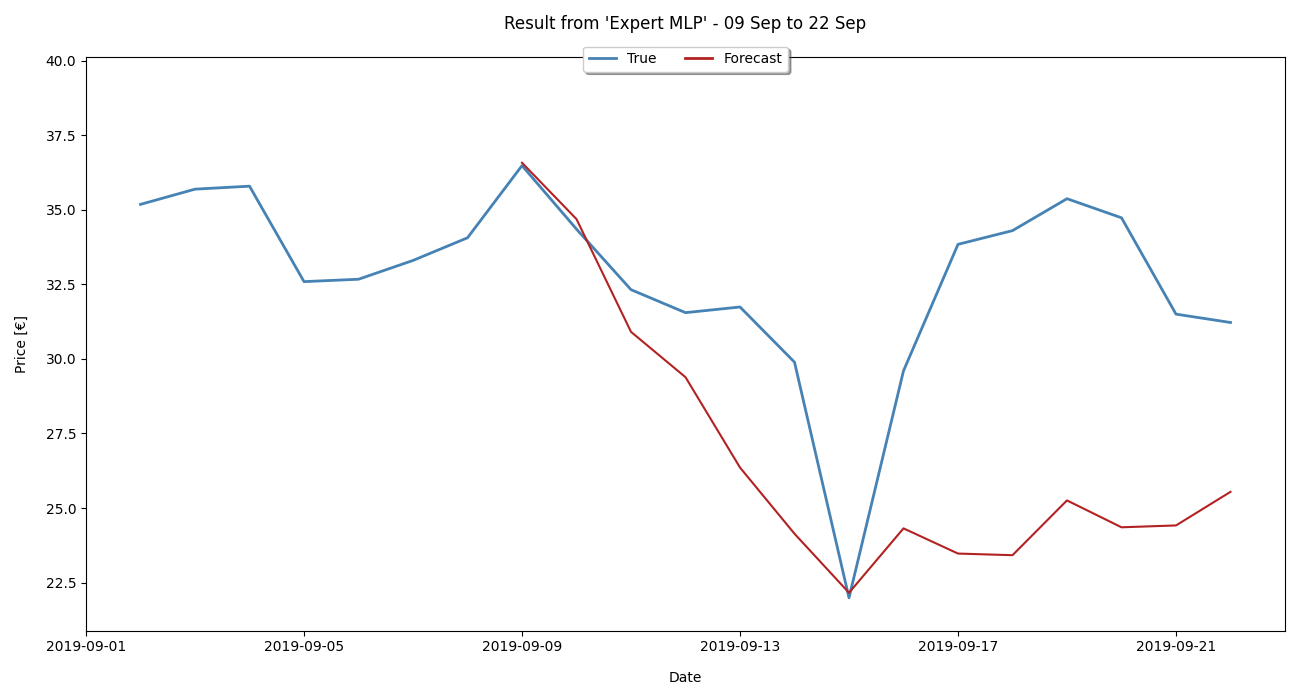 Result from 'Expert MLP' - 09 Sep to 22 Sep
True Forecast
40.0
37.5
35.0
32.5
30.0
27.5
25.0
22.5
Price [€]
2019-09-01 2019-09-05 2019-09-09 2019-09-13 2019-09-17 2019-09-21
Date